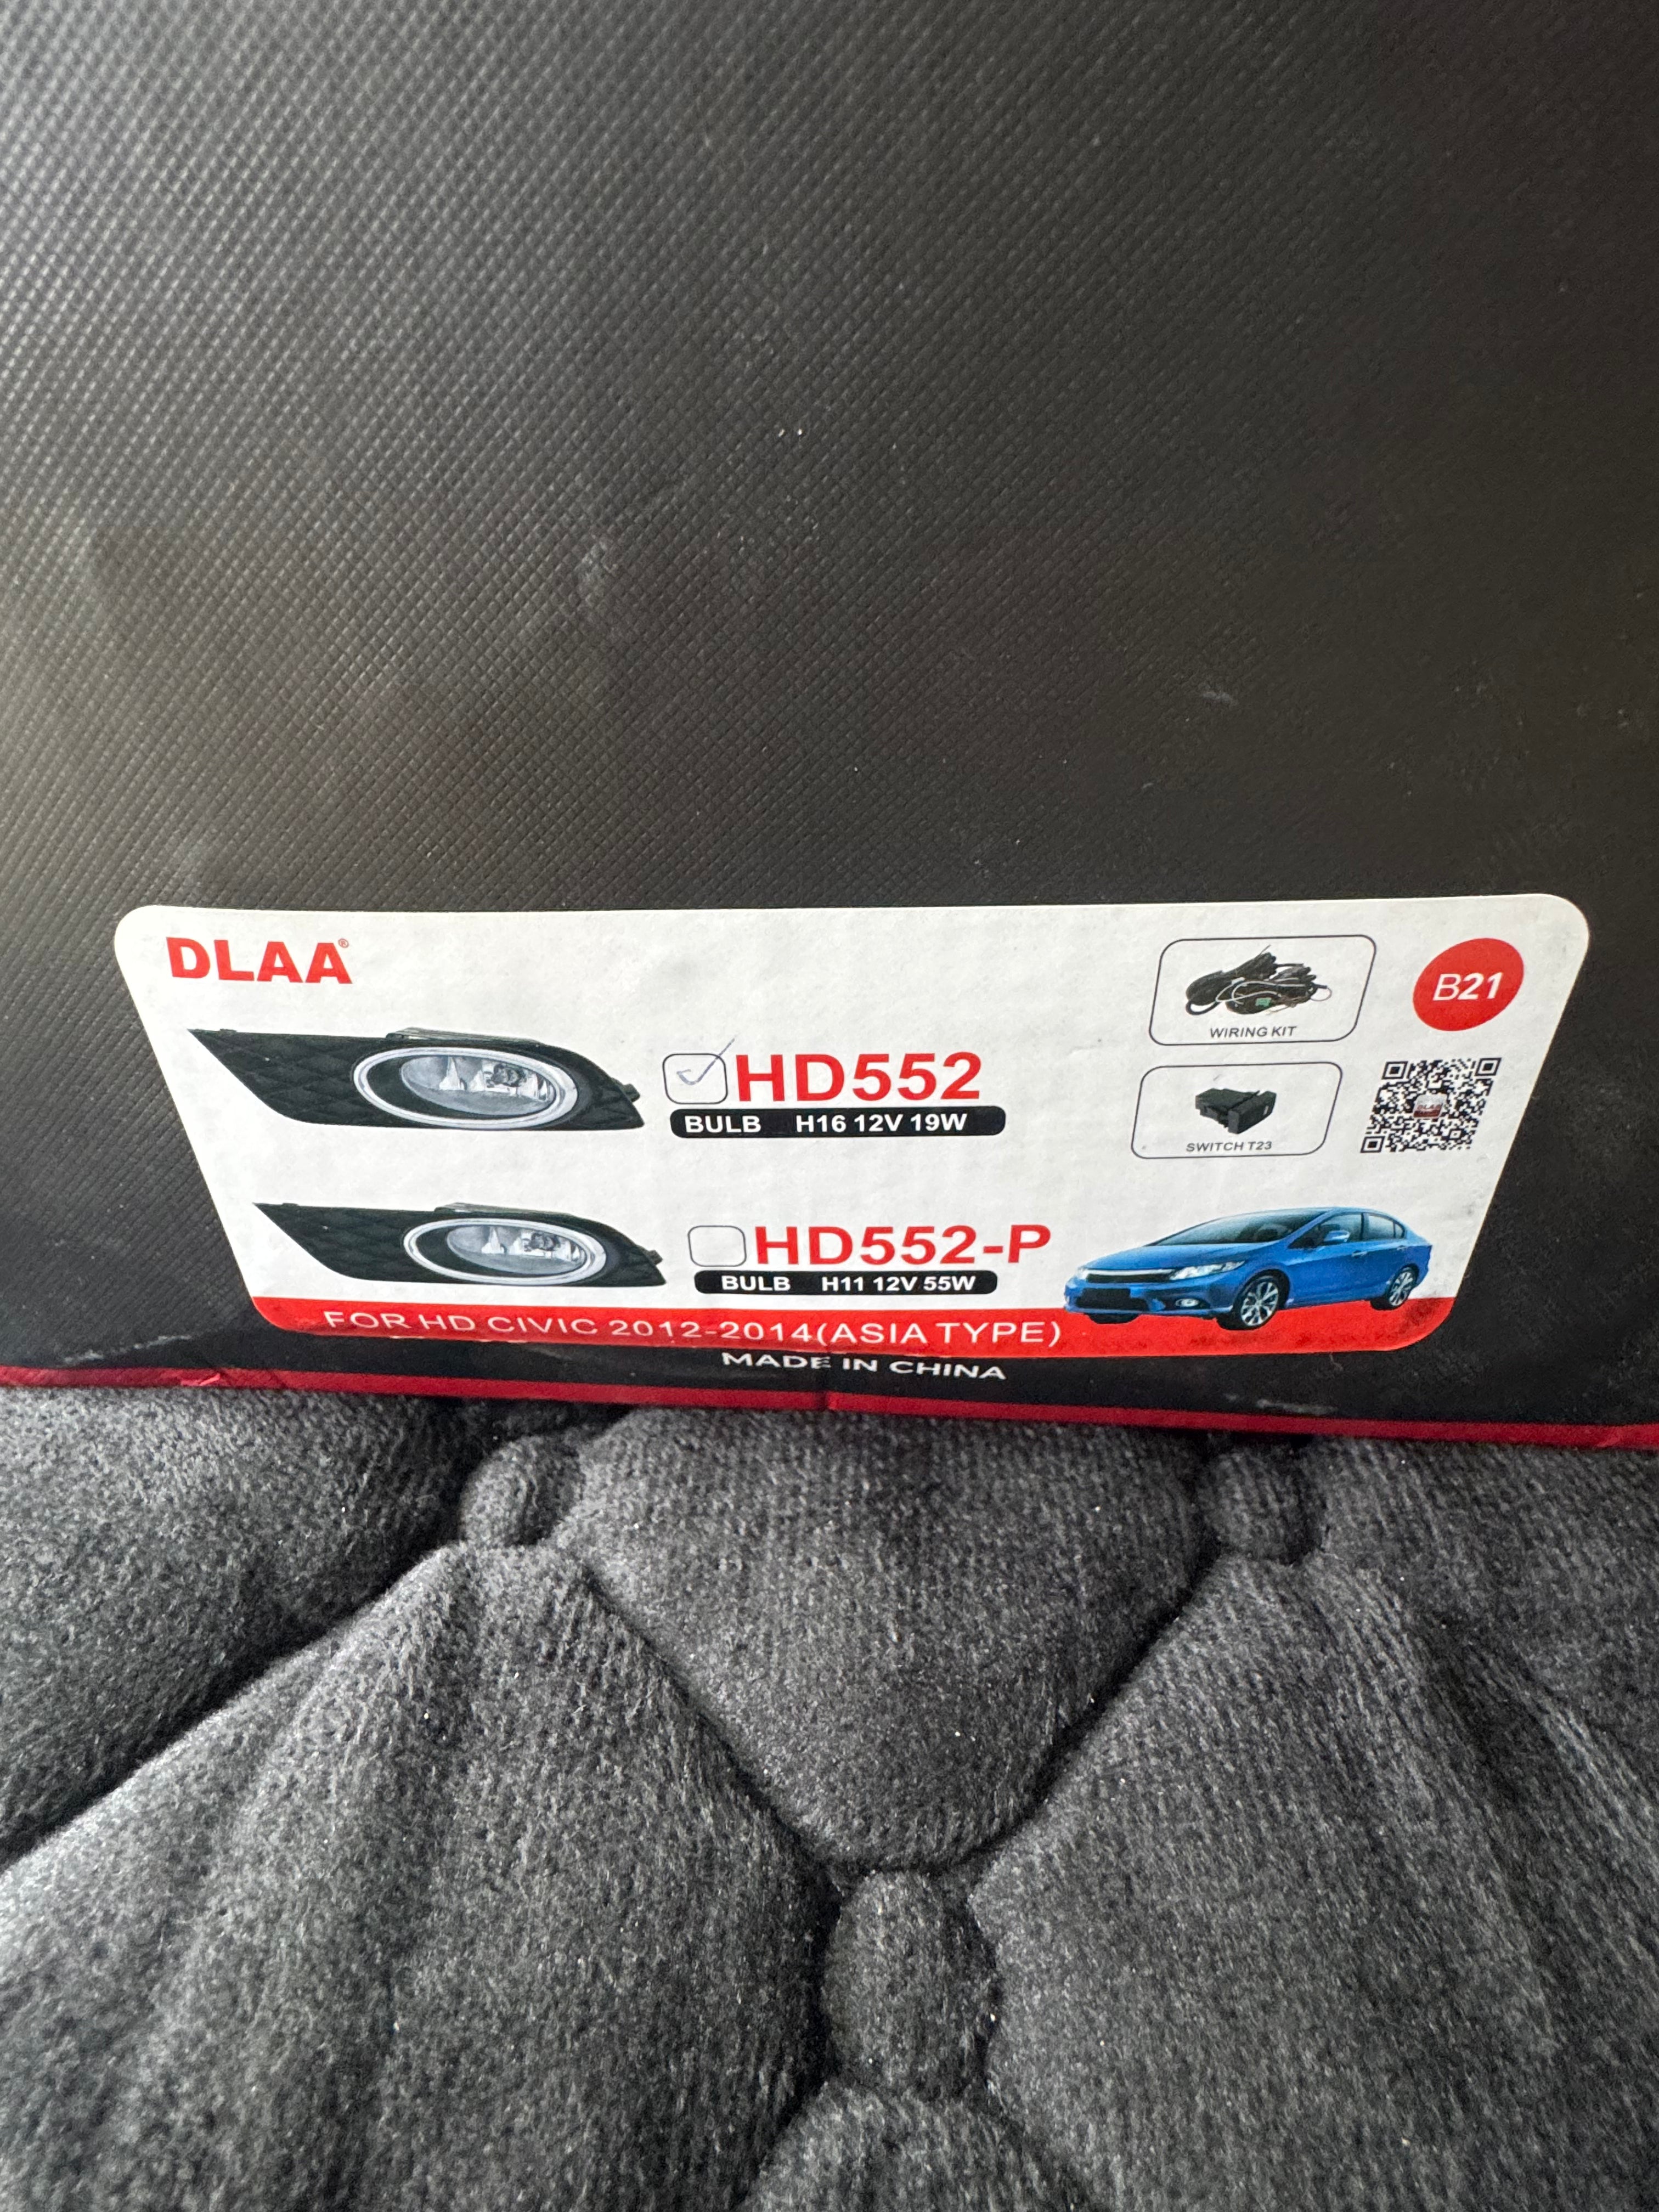 DLAA®
HD552
BULB H16 12V 19W
WIRING KIT
B21
SWITCH T23
HD552-P
BULB H11 12V 55W
FOR HD CIVIC 2012-2014(ASIA TYPE)
MADE IN CHINA